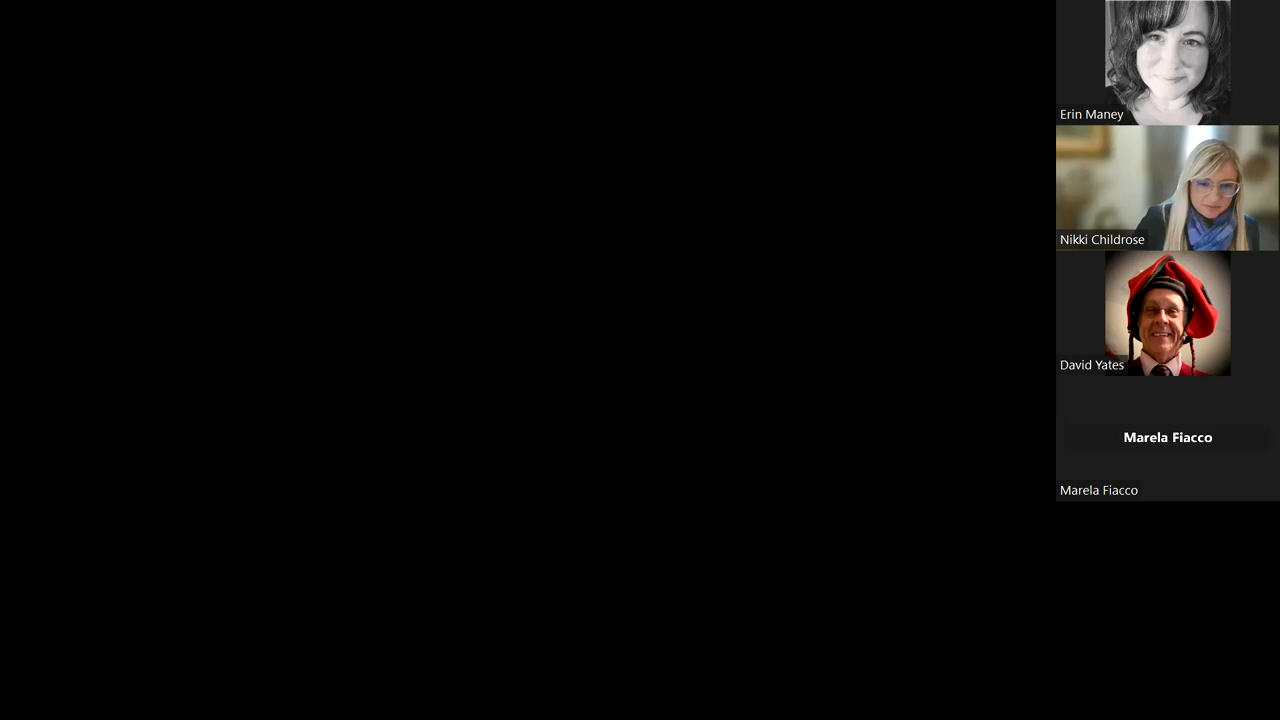 Erin Maney
Nikki Childrose
David Yates
Marela Fiacco
Marela Fiacco